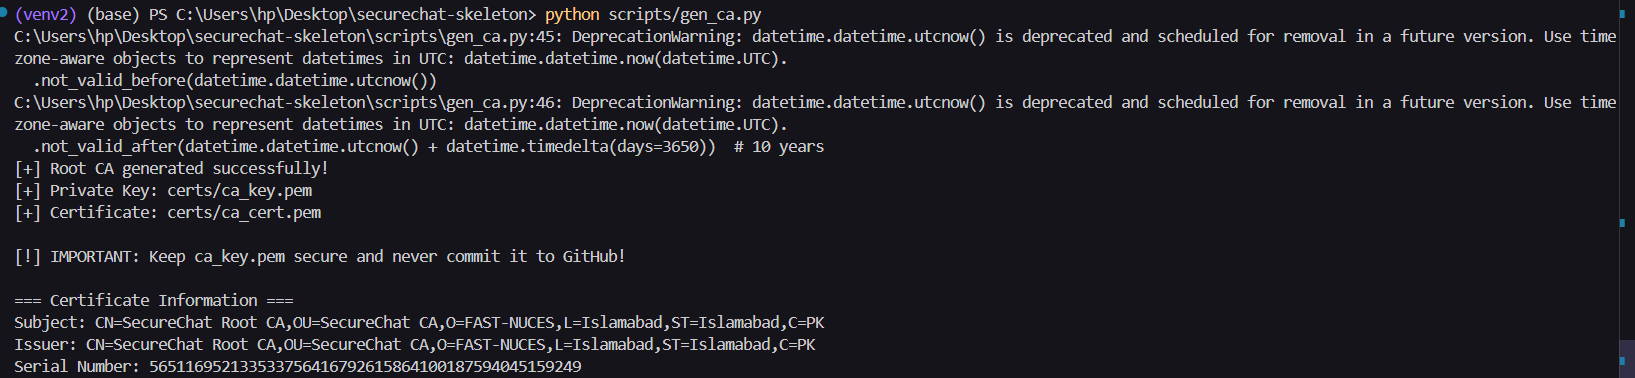 (venv2) (base) PS C:\Users\hp\Desktop\securechat-skeleton> python scripts/gen_ca.py
C:\Users\hp\Desktop\securechat-skeleton\scripts\gen_ca.py:45: DeprecationWarning: datetime.datetime.utcnow() is deprecated and scheduled for removal in a future version. Use time
zone-aware objects to represent datetimes in UTC: datetime.datetime.now(datetime.UTC).
  .not_valid_before(datetime.datetime.utcnow())
C:\Users\hp\Desktop\securechat-skeleton\scripts\gen_ca.py:46: DeprecationWarning: datetime.datetime.utcnow() is deprecated and scheduled for removal in a future version. Use time
zone-aware objects to represent datetimes in UTC: datetime.datetime.now(datetime.UTC).
  .not_valid_after(datetime.datetime.utcnow() + datetime.timedelta(days=3650))  # 10 years
[+] Root CA generated successfully!
[+] Private Key: certs/ca_key.pem
[+] Certificate: certs/ca_cert.pem

[!] IMPORTANT: Keep ca_key.pem secure and never commit it to GitHub!

=== Certificate Information ===
Subject: CN=SecureChat Root CA,OU=SecureChat CA,O=FAST-NUCES,L=Islamabad,ST=Islamabad,C=PK
Issuer: CN=SecureChat Root CA,OU=SecureChat CA,O=FAST-NUCES,L=Islamabad,ST=Islamabad,C=PK
Serial Number: 565116952133533756416792615864100187594045159249